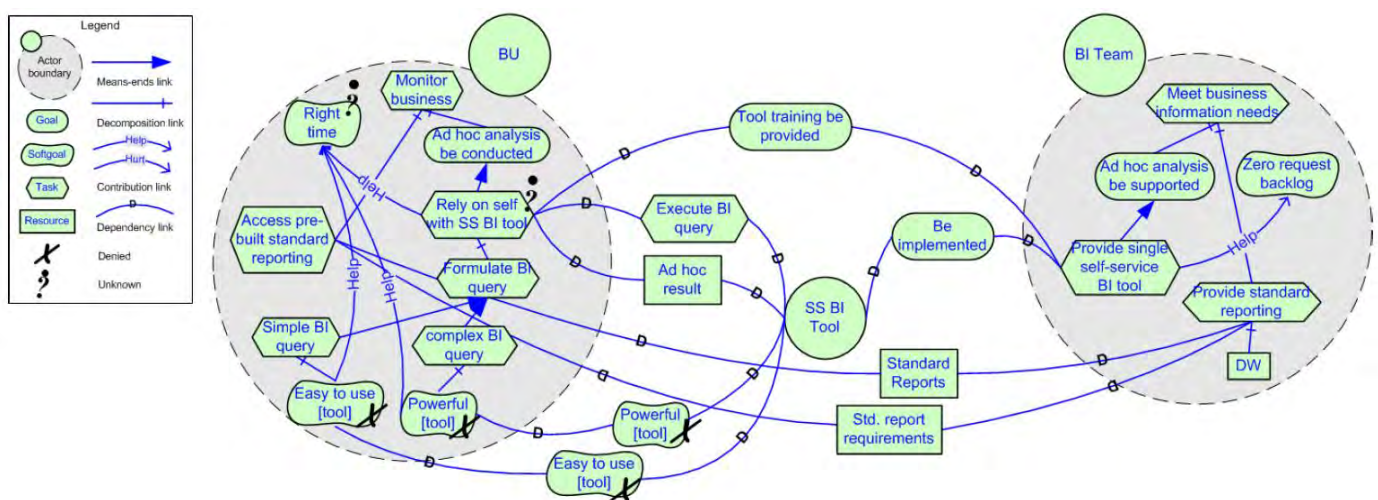 Legend
Actor
boundary
Means-ends link
Decomposition link
Goal
Help
Softgoal
Hurt
Contribution link
Task
D
Resource
Dependency link
Denied
Unknown
BU
Monitor
business
Right
time
Ad hoc analysis
be conducted
Help
Rely on self
with SS BI tool
Access pre-
built standard
reporting
Help
Help
Formulate BI
query
Simple BI
query
complex BI
query
Easy to use
[tool]
Powerful
[tool]
Tool training be
provided
D
D
D
Execute BI
query
D
D
Ad hoc
result
D
SS BI
Tool
D
Be
implemented
D
D
Standard
Reports
D
D
Std. report
requirements
D
D
Powerful
[tool]
D
D
Easy to use
[tool]
D
BI Team
Meet business
information needs
Ad hoc analysis
be supported
Zero request
backlog
Provide single
self-service
BI tool
Help
Provide standard
reporting
DW